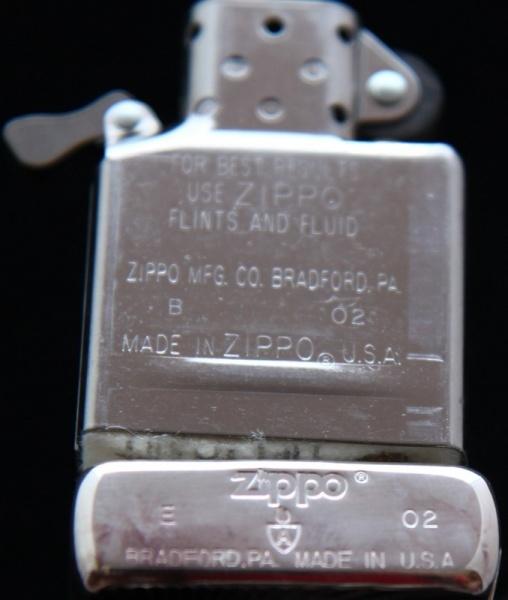 FOR BEST RESULTS
USE ZIPPO
FLINTS AND FLUID
ZIPPO MFG. CO. BRADFORD, PA.
B 02
MADE IN ZIPPO® U.S.A.
Zippo®
E A 02
BRADFORD, PA. MADE IN U.S.A.